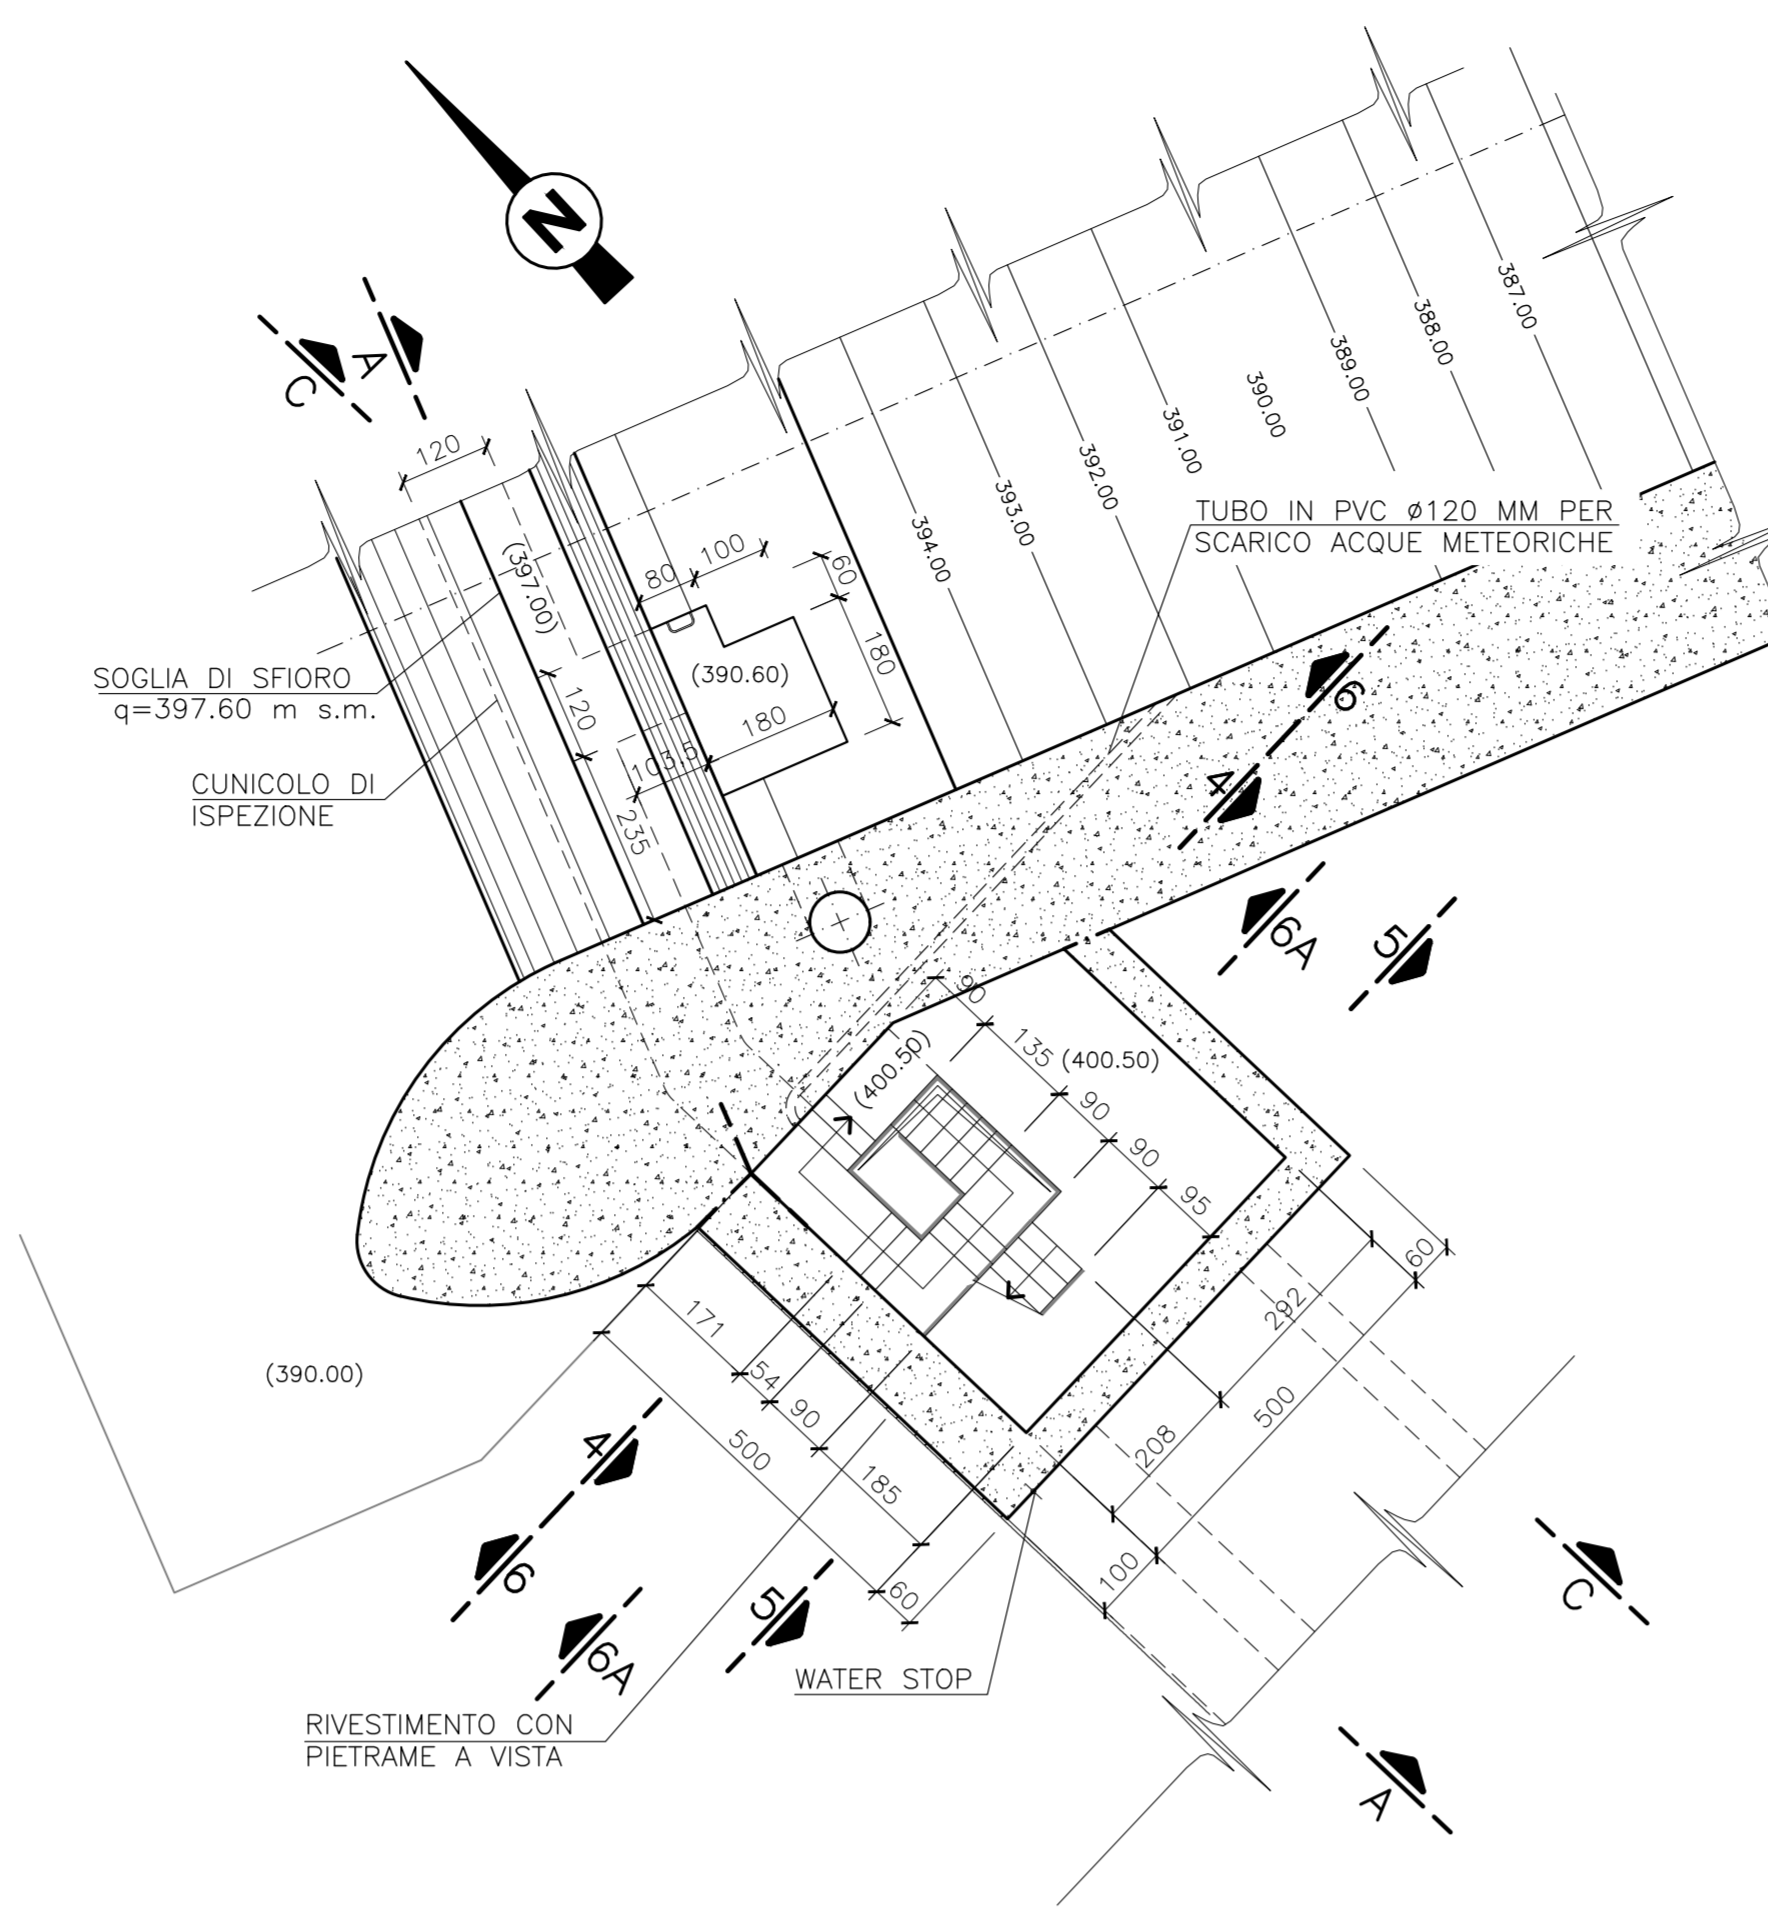 N
C
A
120
(397.00)
80
100
60
180
(390.60)
180
103.5
120
235
394.00
393.00
392.00
391.00
390.00
389.00
388.00
387.00
TUBO IN PVC ø120 MM PER
SCARICO ACQUE METEORICHE
SOGLIA DI SFIORO
q=397.60 m s.m.
CUNICOLO DI
ISPEZIONE
6
4
6A
5
90
135
(400.50)
(400.50)
90
90
95
60
292
500
208
100
171
54
90
185
500
60
(390.00)
4
6
6A
5
C
A
WATER STOP
RIVESTIMENTO CON
PIETRAME A VISTA